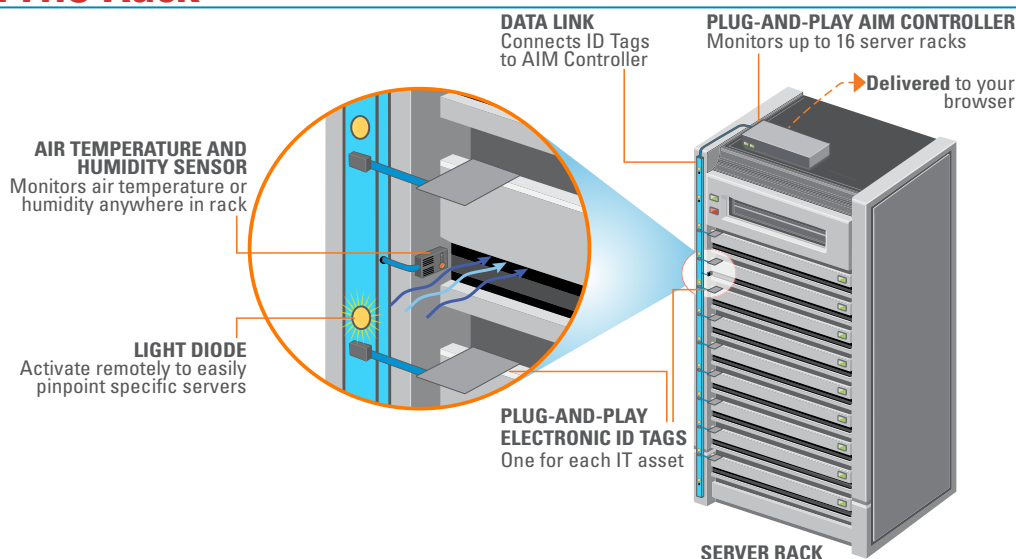 The Rack
DATA LINK
Connects ID Tags
to AIM Controller
PLUG-AND-PLAY AIM CONTROLLER
Monitors up to 16 server racks
Delivered to your
browser
AIR TEMPERATURE AND
HUMIDITY SENSOR
Monitors air temperature or
humidity anywhere in rack
LIGHT DIODE
Activate remotely to easily
pinpoint specific servers
PLUG-AND-PLAY
ELECTRONIC ID TAGS
One for each IT asset
SERVER RACK